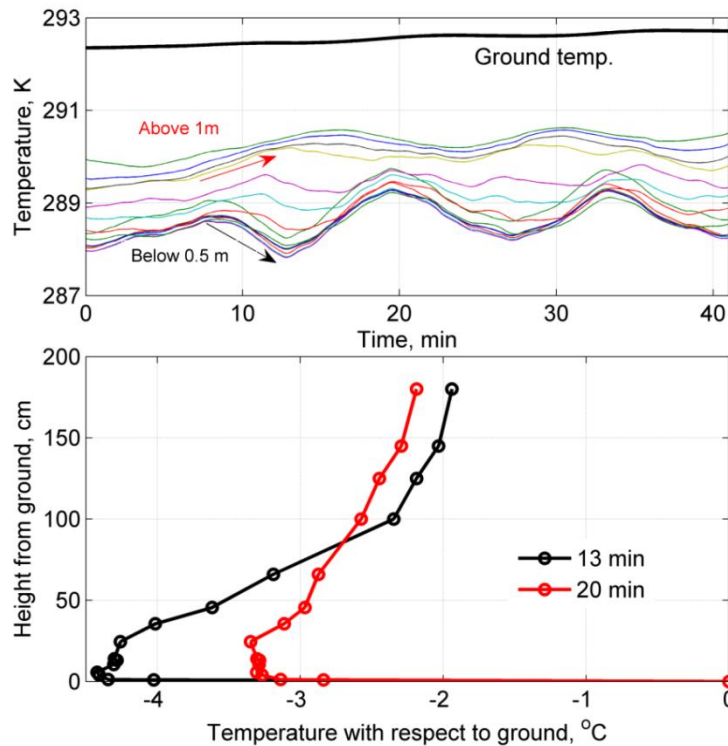 293
291
289
287
Temperature, K
Ground temp.
Above 1m
Below 0.5 m
0 10 20 30 40
Time, min
200
150
100
50
0
Height from ground, cm
13 min
20 min
-4 -3 -2 -1 0
Temperature with respect to ground, °C